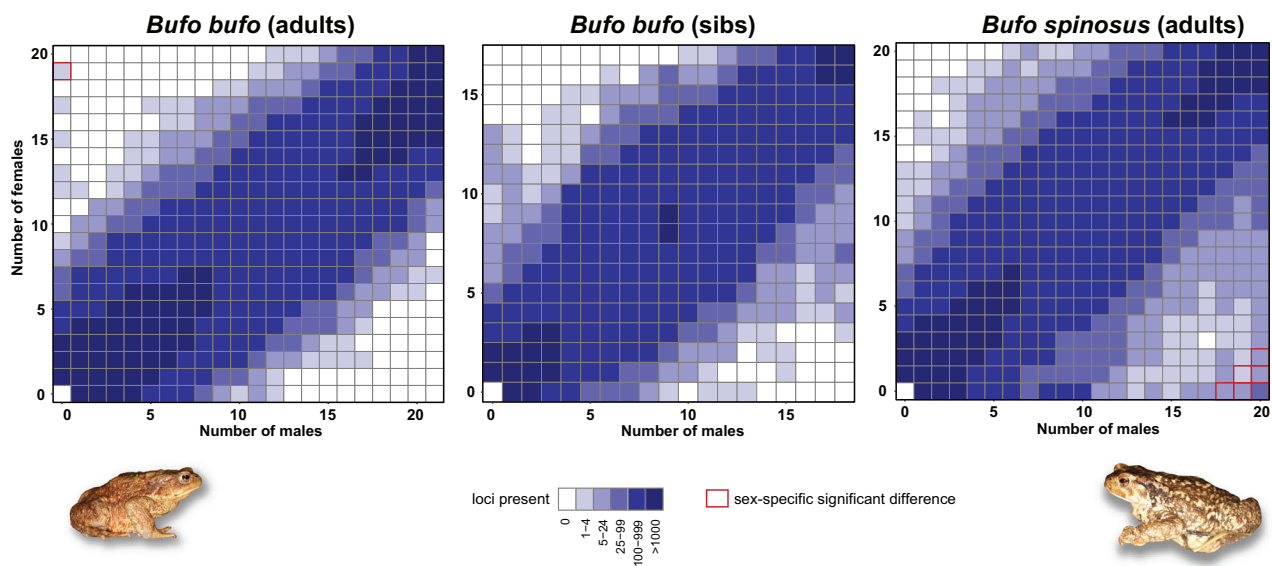 Bufo bufo (adults)
Bufo bufo (sibs)
Bufo spinosus (adults)
Number of females
20
15
10
5
0
0 5 10 15 20
Number of males
15
10
5
0
0 5 10 15
Number of males
20
15
10
5
0
0 5 10 15 20
Number of males
loci present
0
1-4
5-24
25-99
100-999
>1000
sex-specific significant difference